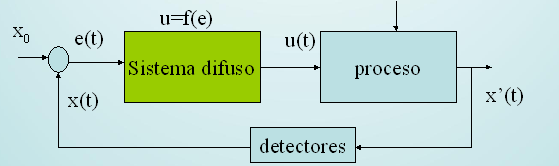 u=f(e)
x₀
e(t)
Sistema difuso
u(t)
proceso
x(t)
x’(t)
detectores